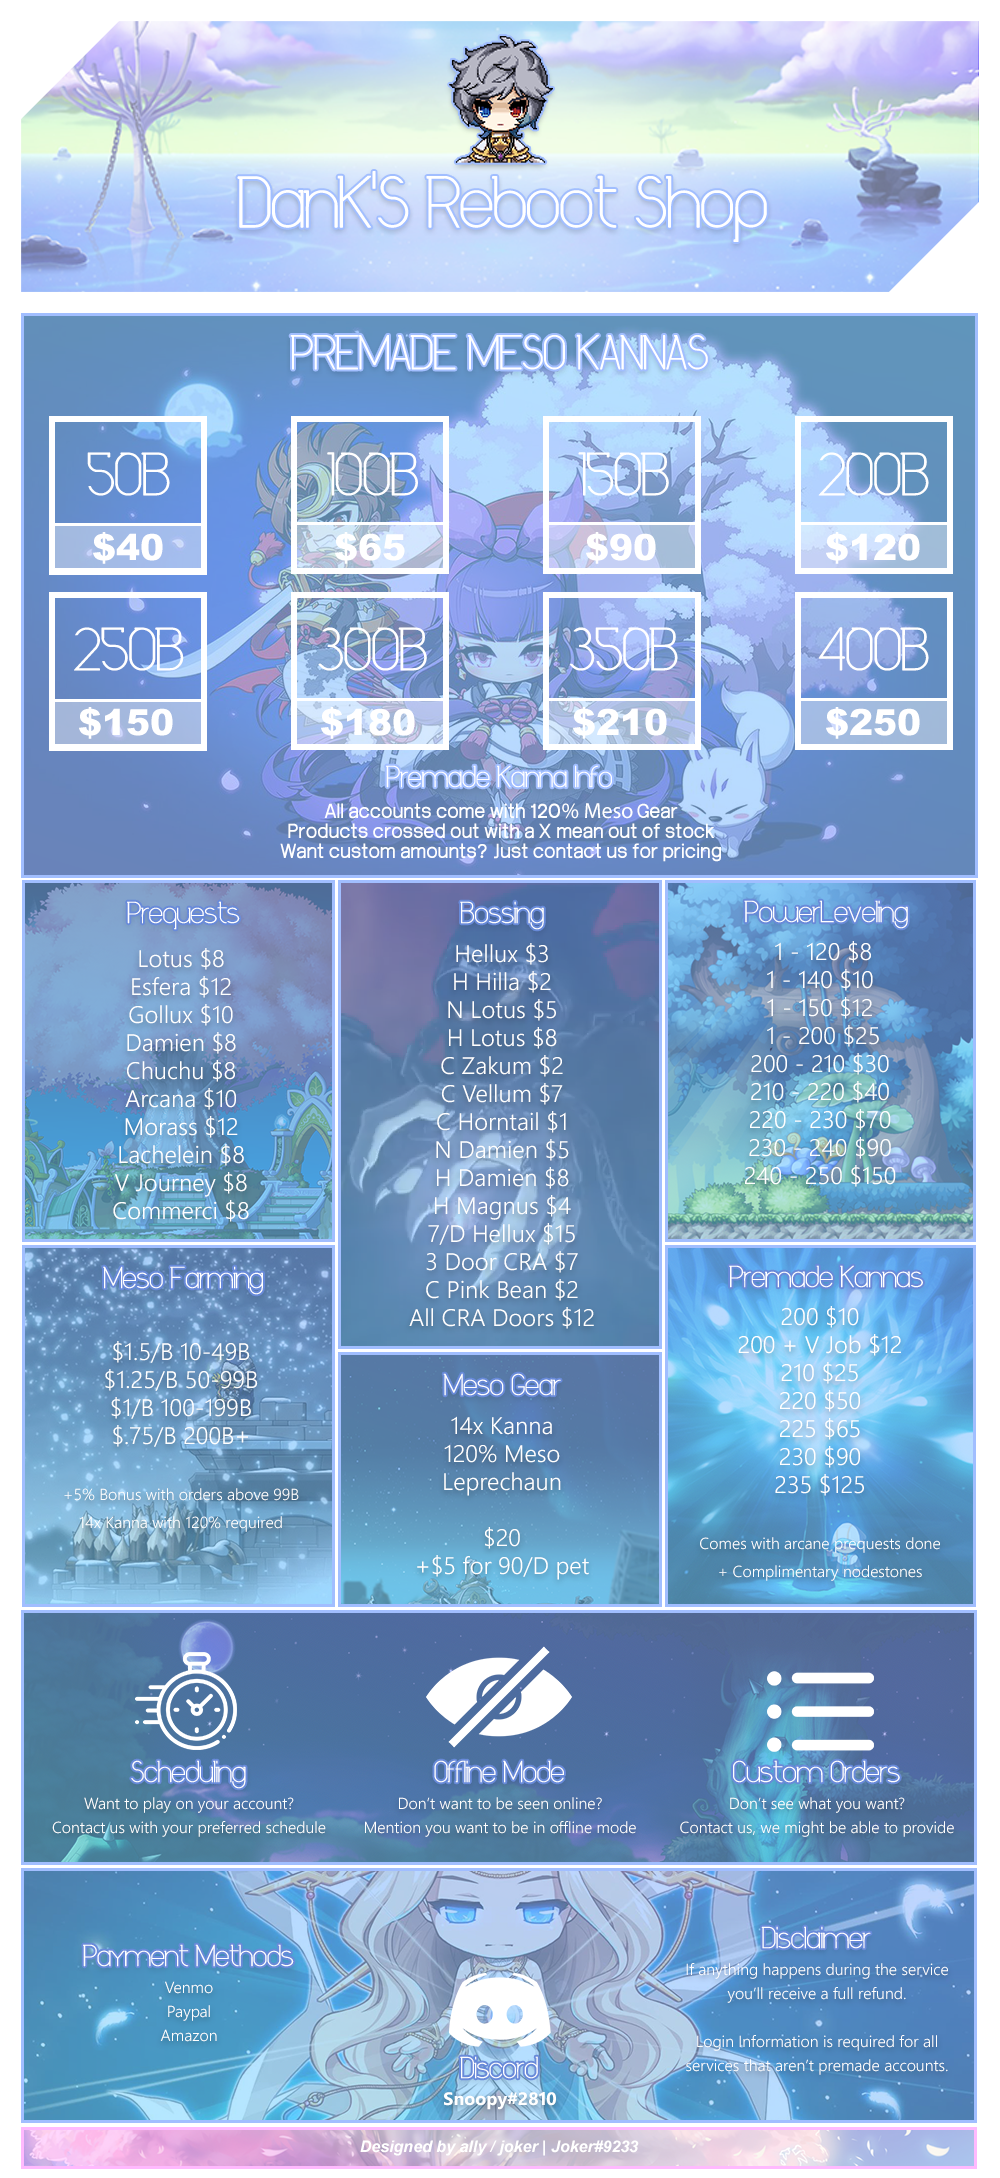 DanK'S Reboot Shop
PREMADE MESO KANNAS
50B
100B
150B
200B
$40
$65
$90
$120
250B
300B
350B
400B
$150
$180
$210
$250
Premade Kanna Info
All accounts come with 120% Meso Gear
Products crossed out with a X mean out of stock
Want custom amounts? Just contact us for pricing
Prequests
Lotus $8
Esfera $12
Gollux $10
Damien $8
Chuchu $8
Arcana $10
Morass $12
Lachelein $8
V Journey $8
Commerci $8
Bossing
Hellux $3
H Hilla $2
N Lotus $5
H Lotus $8
C Zakum $2
C Vellum $7
C Horntail $1
N Damien $5
H Damien $8
H Magnus $4
7/D Hellux $15
3 Door CRA $7
C Pink Bean $2
All CRA Doors $12
PowerLeveling
1 - 120 $8
1 - 140 $10
1 - 150 $12
1 - 200 $25
200 - 210 $30
210 - 220 $40
220 - 230 $70
230 - 240 $90
240 - 250 $150
Meso Farming
$1.5/B 10-49B
$1.25/B 50-99B
$1/B 100-199B
$.75/B 200B+
+5% Bonus with orders above 99B
14x Kanna with 120% required
Meso Gear
14x Kanna
120% Meso
Leprechaun
$20
+$5 for 90/D pet
Premade Kannas
200 $10
200 + V Job $12
210 $25
220 $50
225 $65
230 $90
235 $125
Comes with arcane prequests done
+ Complimentary nodestones
Scheduling
Want to play on your account?
Contact us with your preferred schedule
Offline Mode
Don't want to be seen online?
Mention you want to be in offline mode
Custom Orders
Don't see what you want?
Contact us, we might be able to provide
Payment Methods
Venmo
Paypal
Amazon
Discord
Snoopy#2810
Disclaimer
If anything happens during the service
you'll receive a full refund.
Login Information is required for all
services that aren't premade accounts.
Designed by ally / joker | Joker#9233